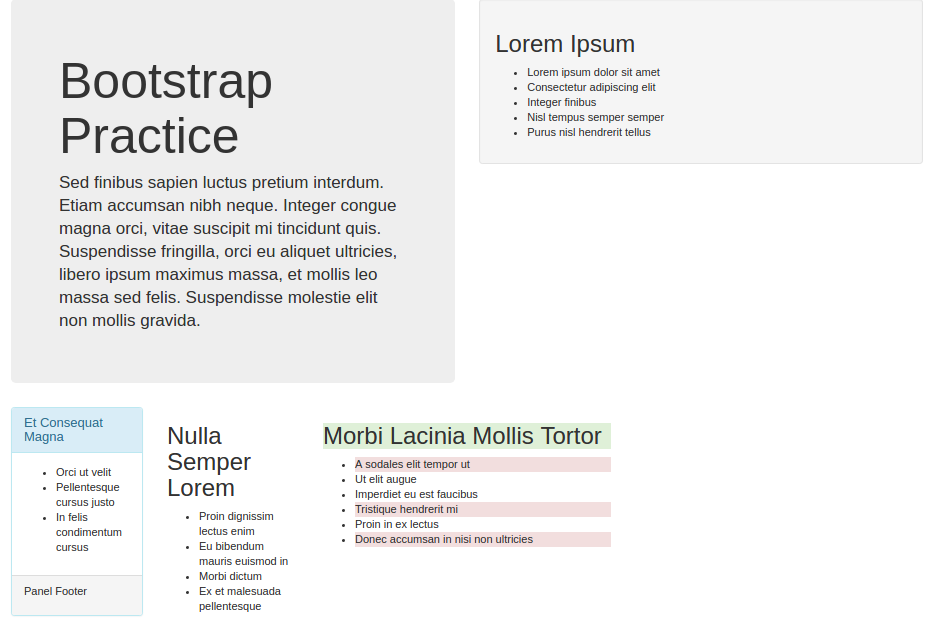 Bootstrap
Practice
Sed finibus sapien luctus pretium interdum.
Etiam accumsan nibh neque. Integer congue
magna orci, vitae suscipit mi tincidunt quis.
Suspendisse fringilla, orci eu aliquet ultricies,
libero ipsum maximus massa, et mollis leo
massa sed felis. Suspendisse molestie elit
non mollis gravida.
Lorem Ipsum
Lorem ipsum dolor sit amet
Consectetur adipiscing elit
Integer finibus
Nisl tempus semper semper
Purus nisl hendrerit tellus
Et Consequat
Magna
Orci ut velit
Pellentesque
cursus justo
In felis
condimentum
cursus
Panel Footer
Nulla
Semper
Lorem
Proin dignissim
lectus enim
Eu bibendum
mauris euismod in
Morbi dictum
Ex et malesuada
pellentesque
Morbi Lacinia Mollis Tortor
A sodales elit tempor ut
Ut elit augue
Imperdiet eu est faucibus
Tristique hendrerit mi
Proin in ex lectus
Donec accumsan in nisi non ultricies